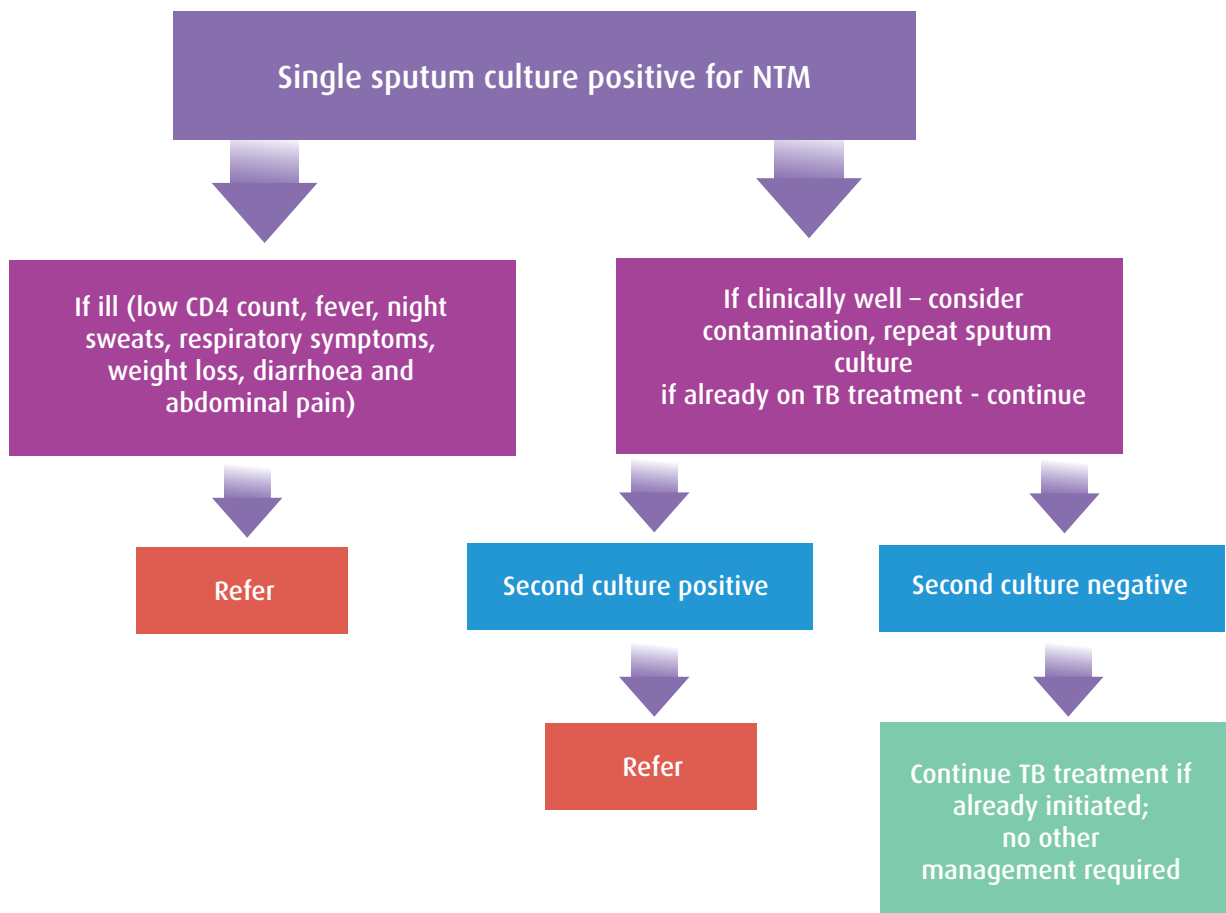 Single sputum culture positive for NTM
If ill (low CD4 count, fever, night
sweats, respiratory symptoms,
weight loss, diarrhoea and
abdominal pain)
If clinically well – consider
contamination, repeat sputum
culture
if already on TB treatment - continue
Refer
Second culture positive
Second culture negative
Refer
Continue TB treatment if
already initiated;
no other
management required